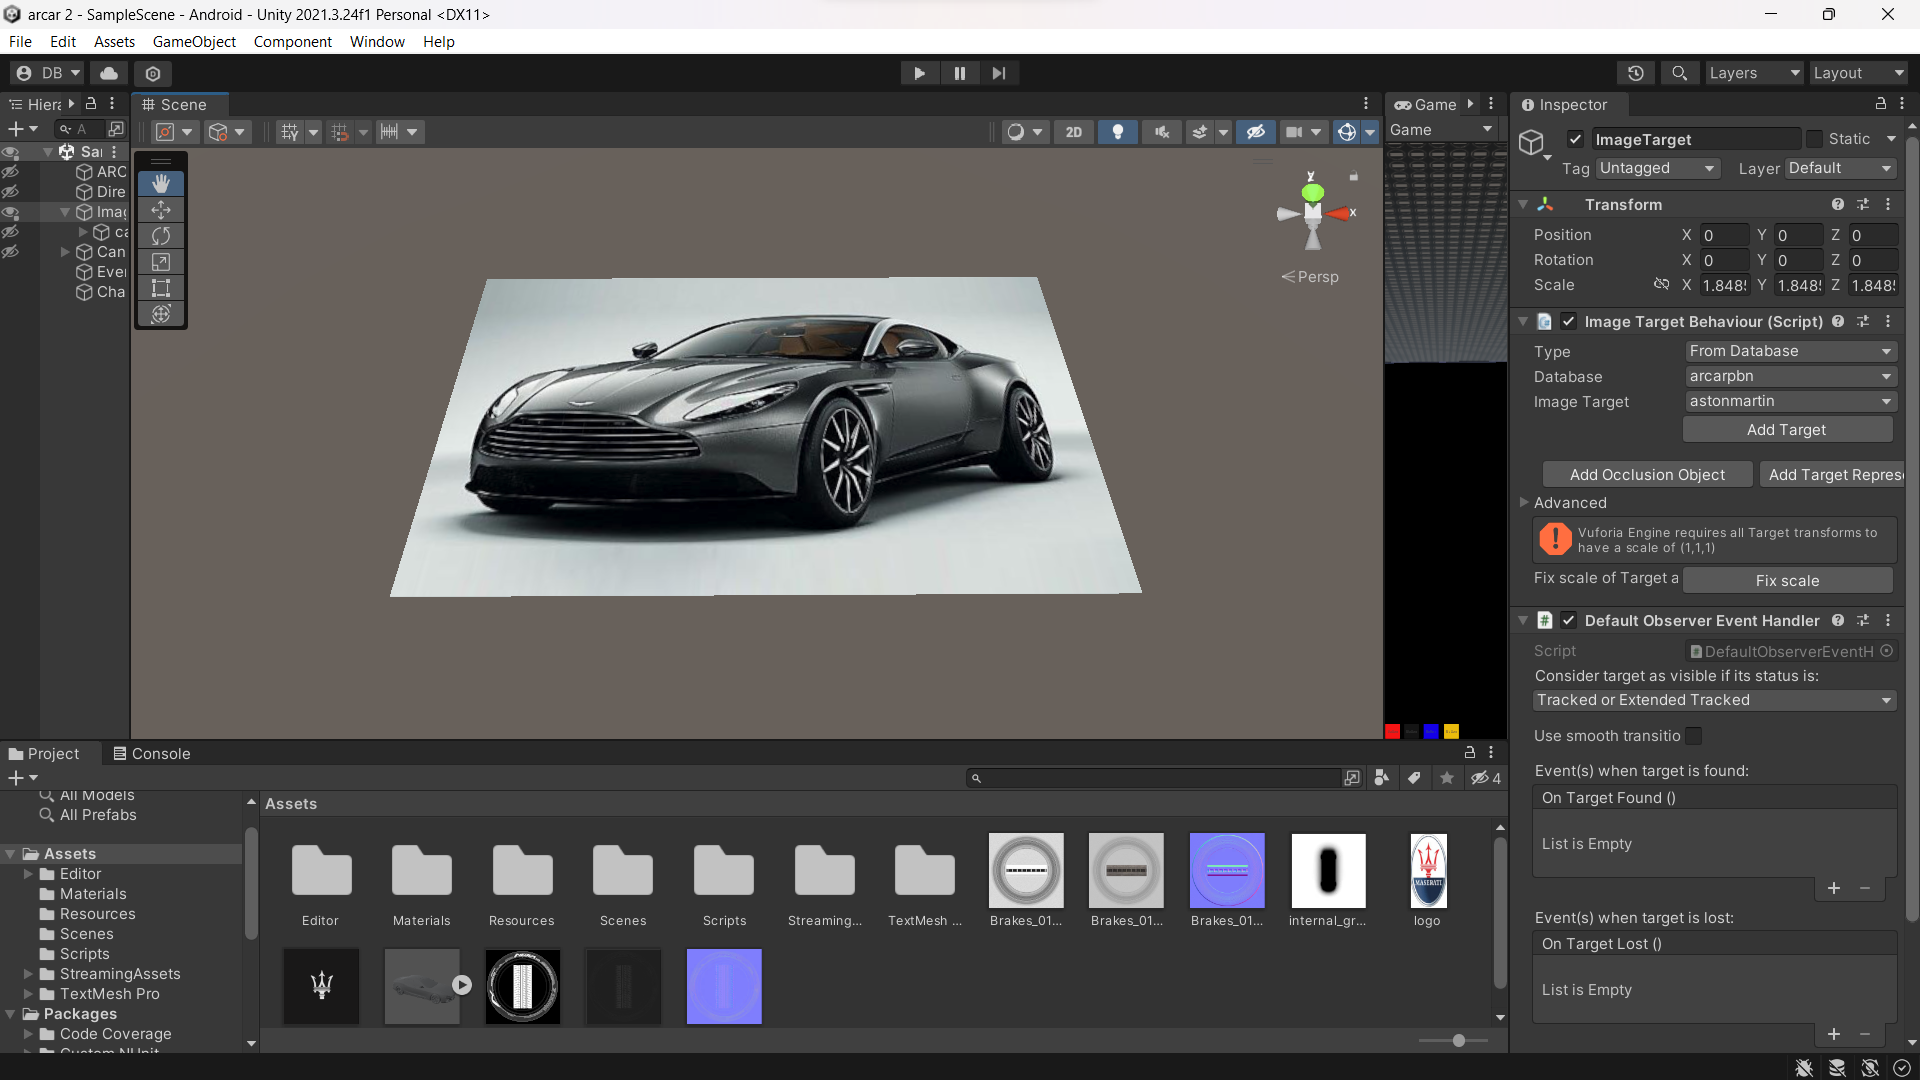 arcar 2 - SampleScene - Android - Unity 2021.3.24f1 Personal <DX11>
File Edit Assets GameObject Component Window Help
DB
Layers
Layout
Hiera
Scene
Game
Inspector
A
2D
Game
ImageTarget
Static
Tag Untagged
Layer Default
Sa
ARC
Dire
Imag
ca
Can
Eve
Cha
y
x
Persp
Transform
Position X 0 Y 0 Z 0
Rotation X 0 Y 0 Z 0
Scale X 1.848 Y 1.848 Z 1.848
Image Target Behaviour (Script)
Type From Database
Database arcarpbn
Image Target astonmartin
Add Target
Add Occlusion Object
Add Target Repres
Advanced
Vuforia Engine requires all Target transforms to
have a scale of (1,1,1)
Fix scale of Target a
Fix scale
Default Observer Event Handler
Script DefaultObserverEventH
Consider target as visible if its status is:
Tracked or Extended Tracked
Use smooth transitio
Event(s) when target is found:
On Target Found ()
List is Empty
Event(s) when target is lost:
On Target Lost ()
List is Empty
Project
Console
4
All Models
All Prefabs
Assets
Editor
Materials
Resources
Scenes
Scripts
StreamingAssets
TextMesh Pro
Packages
Code Coverage
Custom NUnit
Assets
Editor
Materials
Resources
Scenes
Scripts
Streaming...
TextMesh ...
Brakes_01...
Brakes_01...
Brakes_01...
internal_gr...
MASERATI
logo